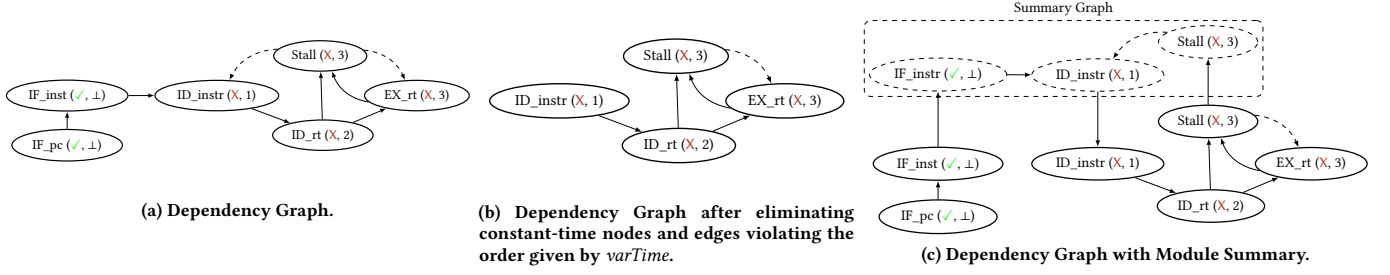 Stall (X, 3)
IF_inst (✓, ⊥)
ID_instr (X, 1)
EX_rt (X, 3)
ID_rt (X, 2)
IF_pc (✓, ⊥)
(a) Dependency Graph.
Stall (X, 3)
ID_instr (X, 1)
EX_rt (X, 3)
ID_rt (X, 2)
(b) Dependency Graph after eliminating
constant-time nodes and edges violating the
order given by varTime.
Summary Graph
Stall (X, 3)
IF_instr (✓, ⊥)
ID_instr (X, 1)
Stall (X, 3)
IF_inst (✓, ⊥)
ID_instr (X, 1)
EX_rt (X, 3)
ID_rt (X, 2)
IF_pc (✓, ⊥)
(c) Dependency Graph with Module Summary.